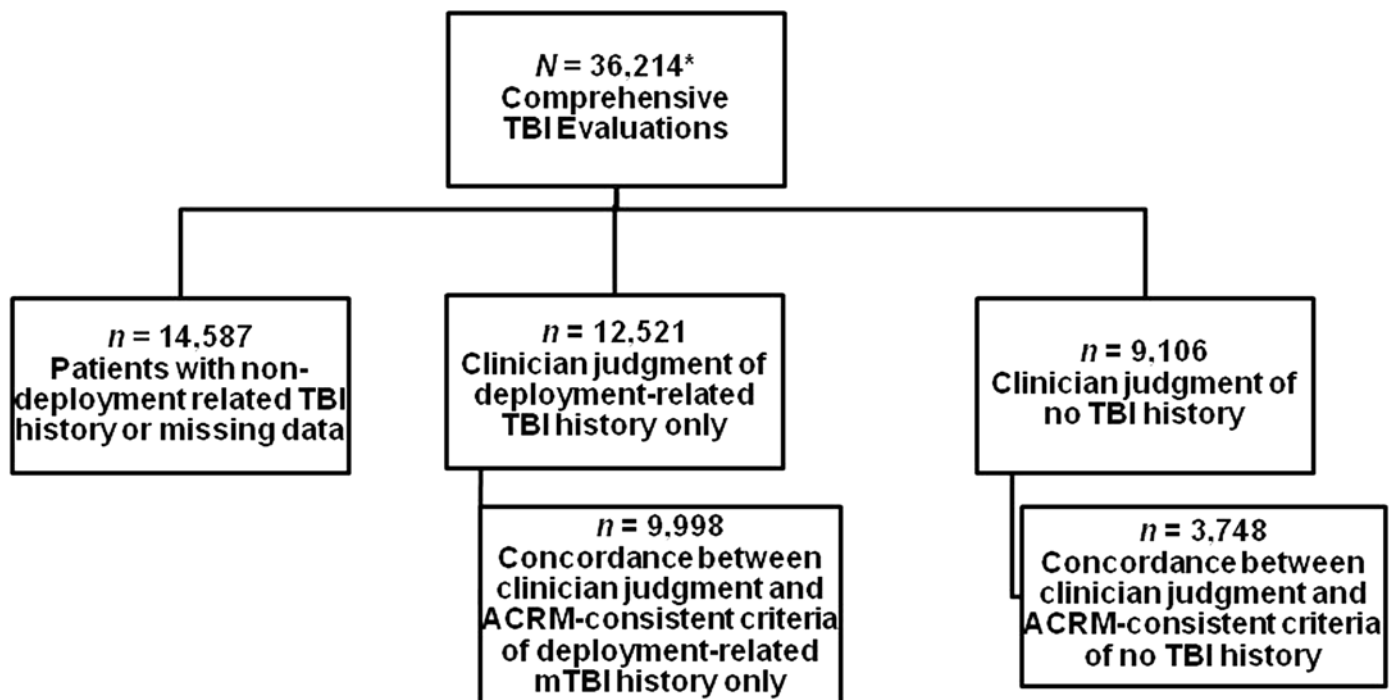 N = 36,214*
Comprehensive
TBI Evaluations
n = 14,587
Patients with non-
deployment related TBI
history or missing data
n = 12,521
Clinician judgment of
deployment-related
TBI history only
n = 9,106
Clinician judgment of
no TBI history
n = 9,998
Concordance between
clinician judgment and
ACRM-consistent criteria
of deployment-related
mTBI history only
n = 3,748
Concordance between
clinician judgment and
ACRM-consistent criteria
of no TBI history